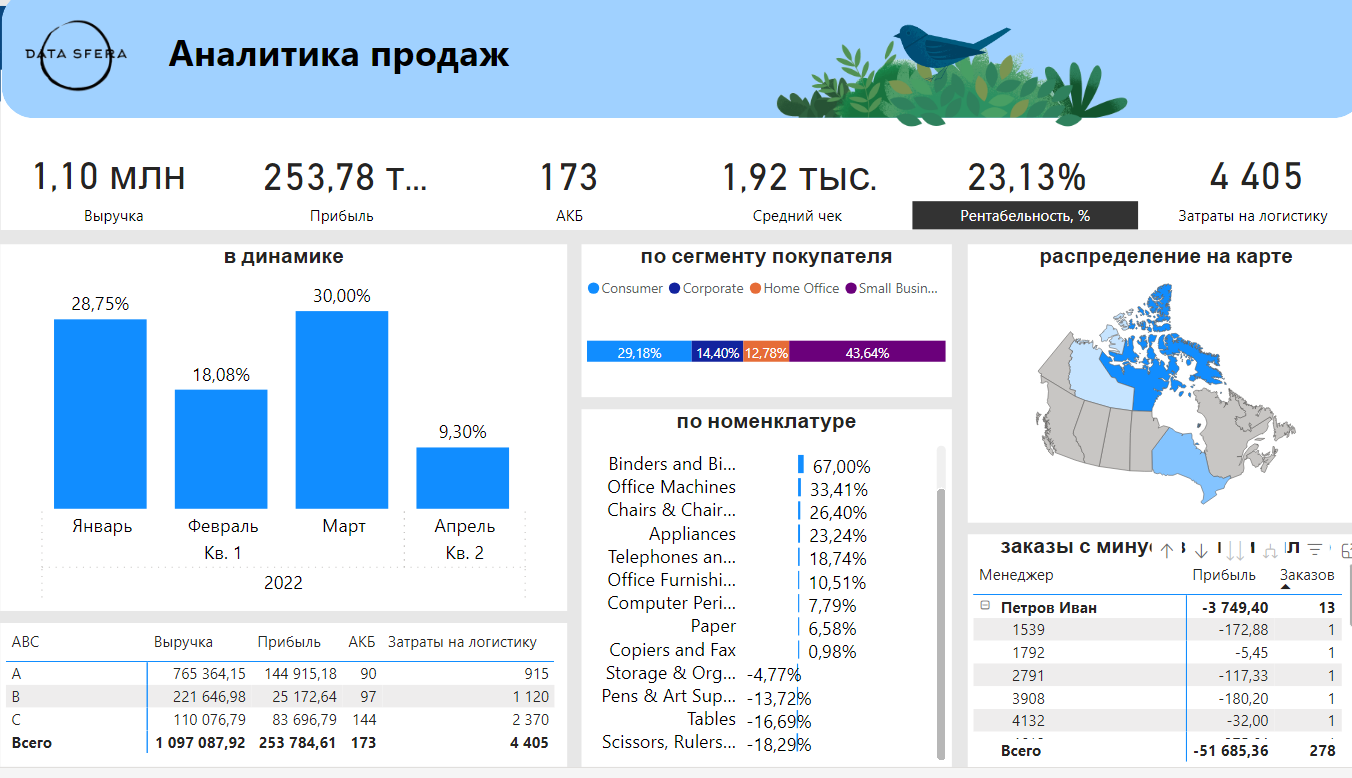 DATA SFERA
Аналитика продаж
1,10 млн
253,78 т...
173
1,92 тыс.
23,13%
4 405
Выручка
Прибыль
АКБ
Средний чек
Рентабельность, %
Затраты на логистику
в динамике
28,75%
18,08%
30,00%
9,30%
Январь
Февраль
Март
Апрель
Кв. 1
Кв. 2
2022
ABC Выручка Прибыль АКБ Затраты на логистику
A 765 364,15 144 915,18 90 915
B 221 646,98 25 172,64 97 1 120
C 110 076,79 83 696,79 144 2 370
Всего 1 097 087,92 253 784,61 173 4 405
по сегменту покупателя
Consumer Corporate Home Office Small Busin...
29,18% 14,40% 12,78% 43,64%
по номенклатуре
Binders and Bi... 67,00%
Office Machines 33,41%
Chairs & Chair... 26,40%
Appliances 23,24%
Telephones an... 18,74%
Office Furnishi... 10,51%
Computer Peri... 7,79%
Paper 6,58%
Copiers and Fax 0,98%
Storage & Org... -4,77%
Pens & Art Sup... -13,72%
Tables -16,69%
Scissors, Rulers... -18,29%
распределение на карте
заказы с
Менеджер Прибыль Заказов
Петров Иван -3 749,40 13
1539 -172,88 1
1792 -5,45 1
2791 -117,33 1
3908 -180,20 1
4132 -32,00 1
Всего -51 685,36 278